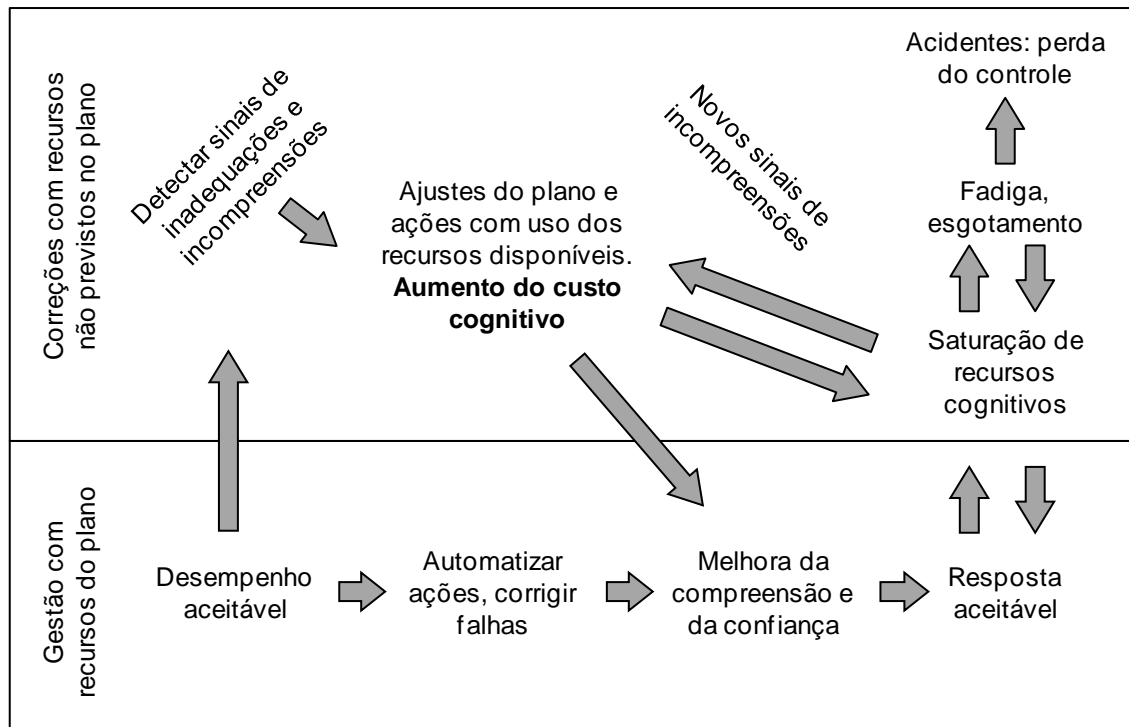 Correções com recursos
não previstos no plano
Detectar sinais de
inadequações e
incompreensões
Ajustes do plano e
ações com uso dos
recursos disponíveis.
Aumento do custo
cognitivo
Novos sinais de
incompreensões
Acidentes: perda
do controle
Fadiga,
esgotamento
Saturação de
recursos
cognitivos
Gestão com
recursos do plano
Desempenho
aceitável
Automatizar
ações, corrigir
falhas
Melhora da
compreensão e
da confiança
Resposta
aceitável